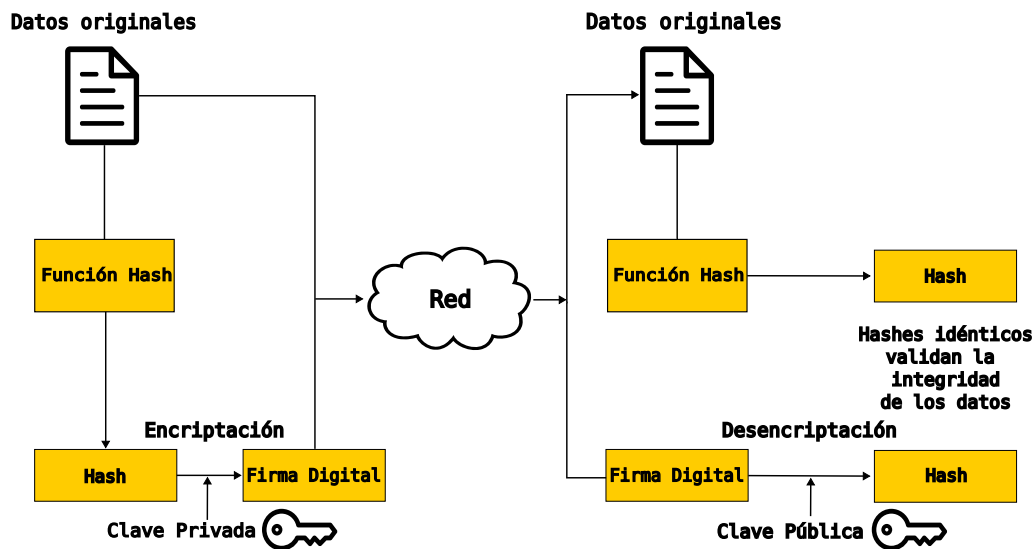 Datos originales
Datos originales
Función Hash
Función Hash
Hash
Red
Hashes idénticos
validan la
integridad
de los datos
Encriptación
Desencriptación
Hash
Firma Digital
Firma Digital
Hash
Clave Privada
Clave Pública